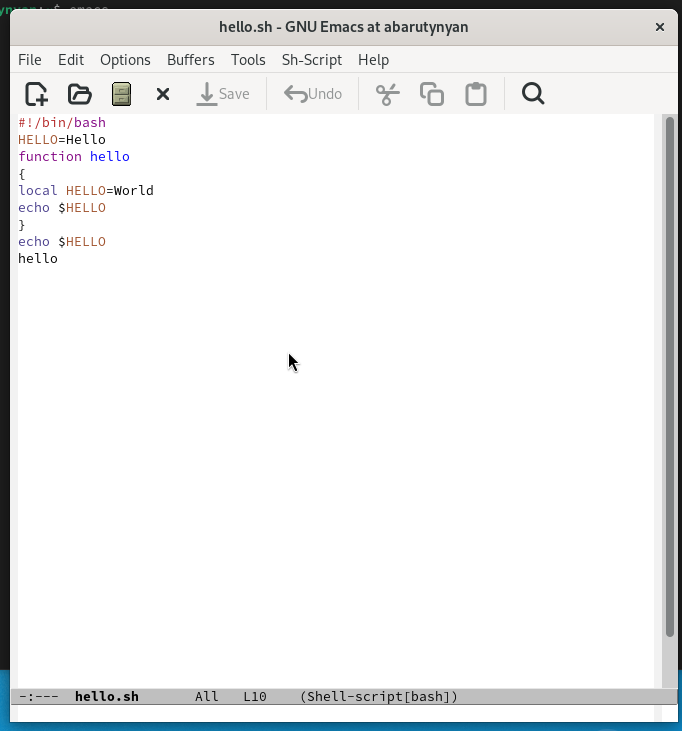 hello.sh - GNU Emacs at abarutynyan
File Edit Options Buffers Tools Sh-Script Help
Save Undo
#!/bin/bash
HELLO=Hello
function hello
{
local HELLO=World
echo $HELLO
}
echo $HELLO
hello
-:--- hello.sh All L10 (Shell-script[bash])